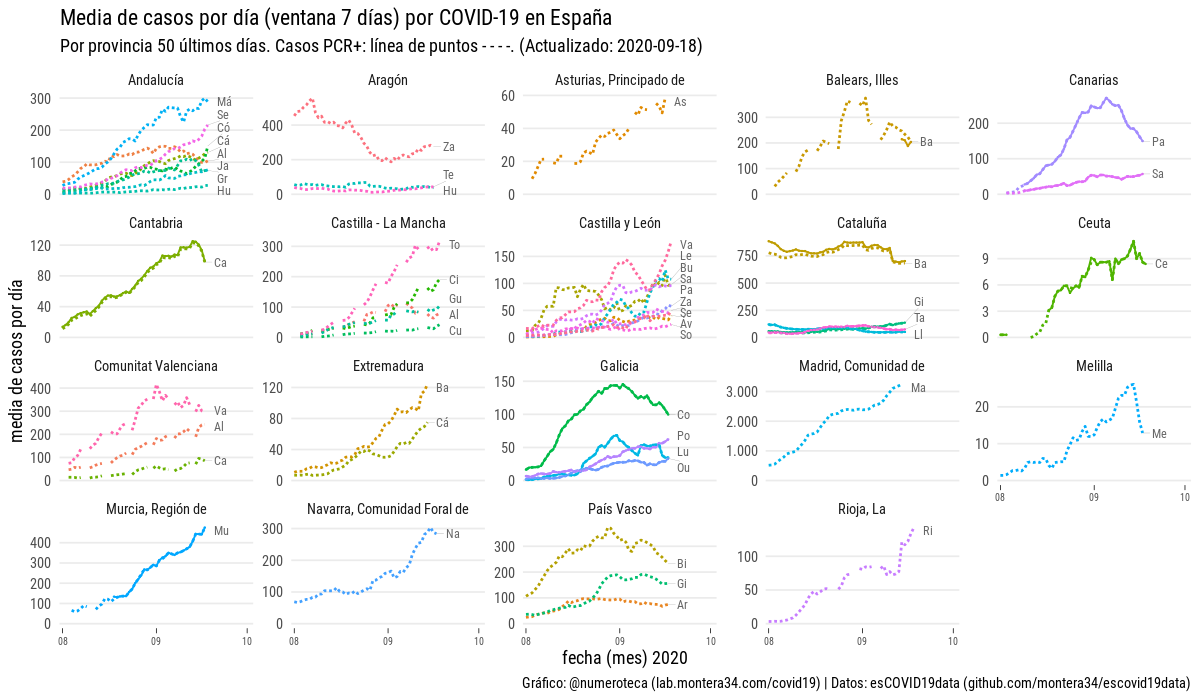 Media de casos por día (ventana 7 días) por COVID-19 en España
Por provincia 50 últimos días. Casos PCR+: línea de puntos - - - -. (Actualizado: 2020-09-18)
media de casos por día
Andalucía
300
200
100
0
Má
Se
Có
Cá
Al
Ja
Gr
Hu
Aragón
400
200
0
Za
Te
Hu
Asturias, Principado de
60
40
20
0
As
Balears, Illes
300
200
100
0
Ba
Canarias
200
100
0
Pa
Sa
Cantabria
120
80
40
0
Ca
Castilla - La Mancha
300
200
100
0
To
Ci
Gu
Al
Cu
Castilla y León
150
100
50
0
Va
Le
Bu
Sa
Pa
Za
Se
Av
So
Cataluña
750
500
250
0
Ba
Gi
Ta
Ll
Ceuta
9
6
3
0
Ce
Comunitat Valenciana
400
300
200
100
0
Va
Al
Ca
Extremadura
120
80
40
0
Ba
Cá
Galicia
150
100
50
0
Co
Po
Lu
Ou
Madrid, Comunidad de
3.000
2.000
1.000
0
Ma
Melilla
20
10
0
Me
08
09
10
Murcia, Región de
400
300
200
100
0
Mu
08
09
10
Navarra, Comunidad Foral de
300
200
100
0
Na
08
09
10
País Vasco
300
200
100
0
Bi
Gi
Ar
08
09
10
Rioja, La
100
50
0
Ri
08
09
10
fecha (mes) 2020
Gráfico: @numeroteca (lab.montera34.com/covid19) | Datos: esCOVID19data (github.com/montera34/escovid19data)